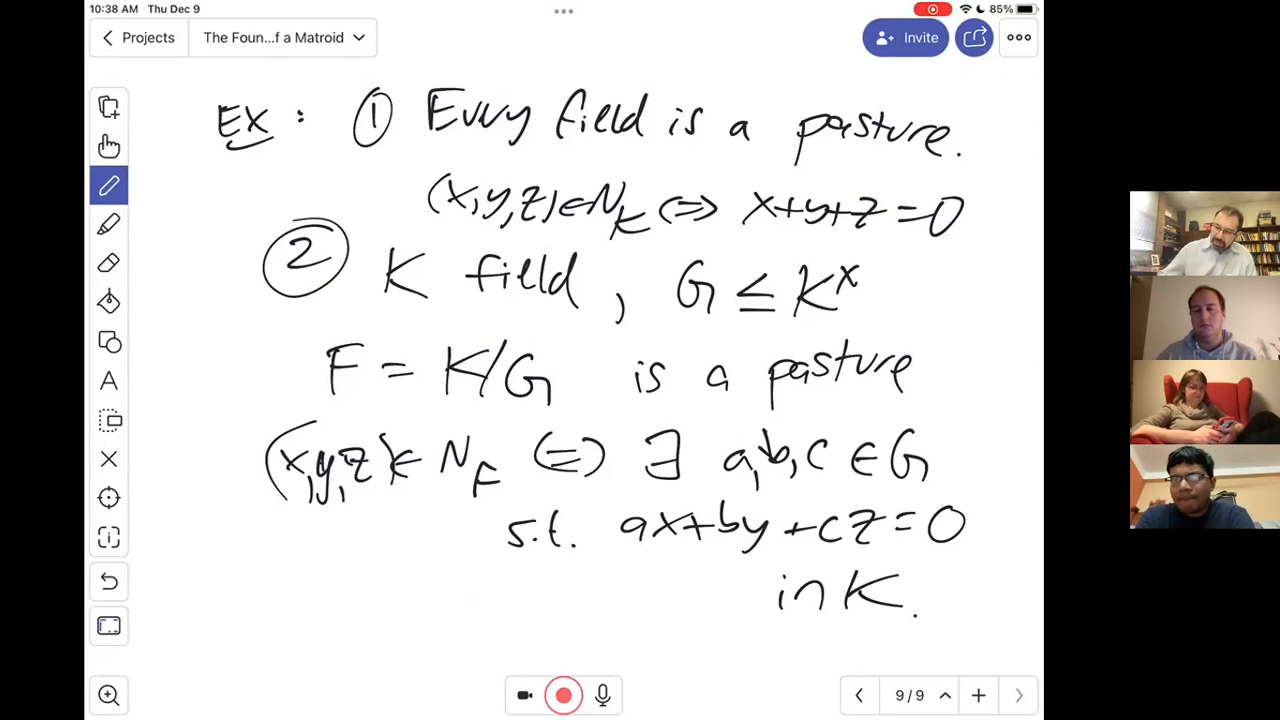 10:38 AM Thu Dec 9
85%
Projects
The Foun...f a Matroid
Invite
Ex : ① Every field is a pasture.
(x,y,z)∈N_K ⇔ x+y+z=0
② K field, G ≤ K^×
F = K/G is a pasture
(x,y,z)∈ N_F ⇔ ∃ a,b,c ∈ G
s.t. ax+by+cz=0
in K.
A
9/9